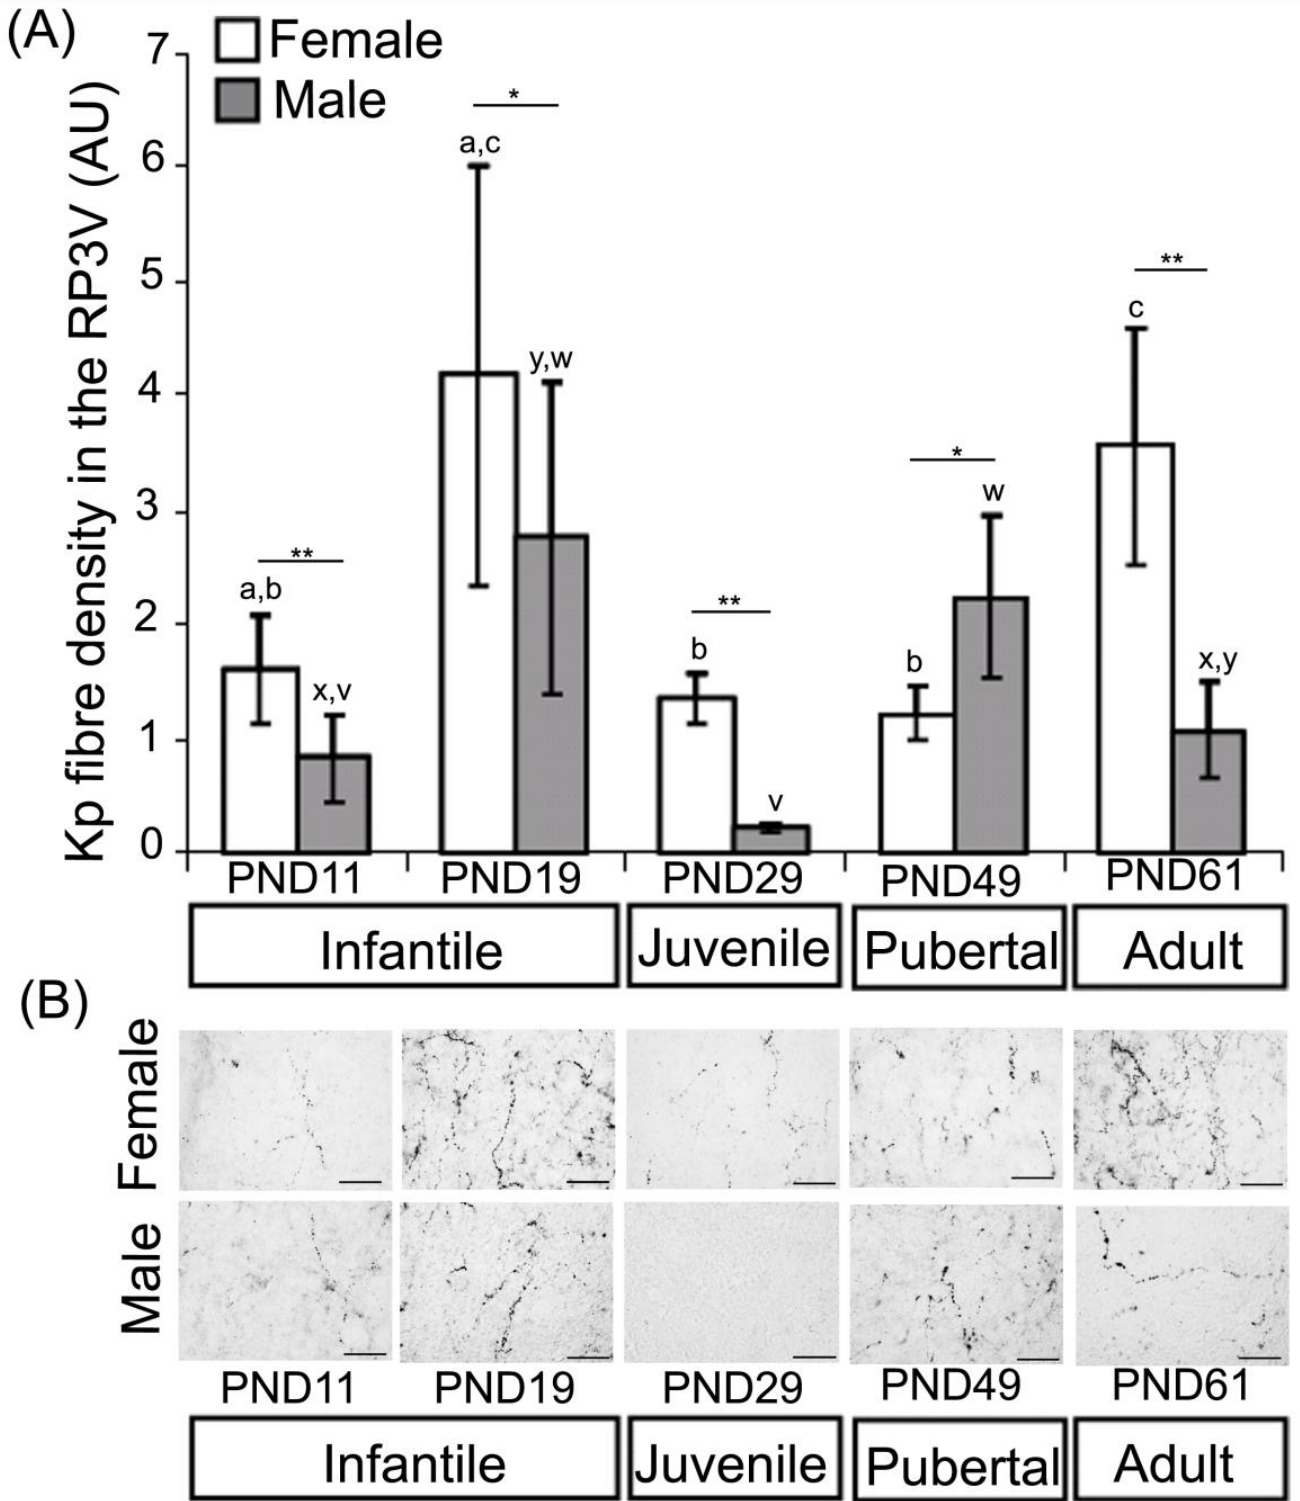 (A)
Female
Male
Kp fibre density in the RP3V (AU)
7
6
5
4
3
2
1
0
**
a,b
x,v
*
a,c
y,w
**
b
v
*
b
w
**
c
x,y
PND11 PND19 PND29 PND49 PND61
Infantile Juvenile Pubertal Adult
(B)
Female
Male
PND11 PND19 PND29 PND49 PND61
Infantile Juvenile Pubertal Adult